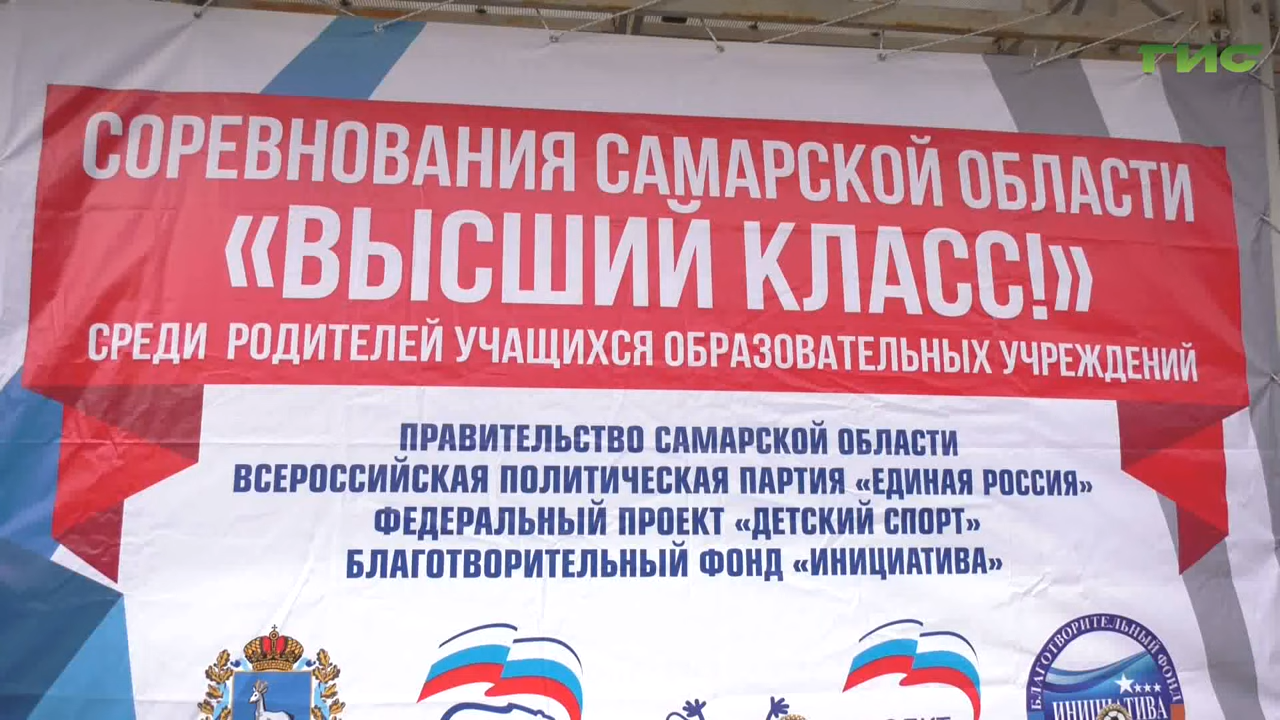 ГИС
СОРЕВНОВАНИЯ САМАРСКОЙ ОБЛАСТИ
«ВЫСШИЙ КЛАСС!»
СРЕДИ РОДИТЕЛЕЙ УЧАЩИХСЯ ОБРАЗОВАТЕЛЬНЫХ УЧРЕЖДЕНИЙ
ПРАВИТЕЛЬСТВО САМАРСКОЙ ОБЛАСТИ
ВСЕРОССИЙСКАЯ ПОЛИТИЧЕСКАЯ ПАРТИЯ «ЕДИНАЯ РОССИЯ»
ФЕДЕРАЛЬНЫЙ ПРОЕКТ «ДЕТСКИЙ СПОРТ»
БЛАГОТВОРИТЕЛЬНЫЙ ФОНД «ИНИЦИАТИВА»
БЛАГОТВОРИТЕЛЬНЫЙ ФОНД
ИНИЦИАТИВА